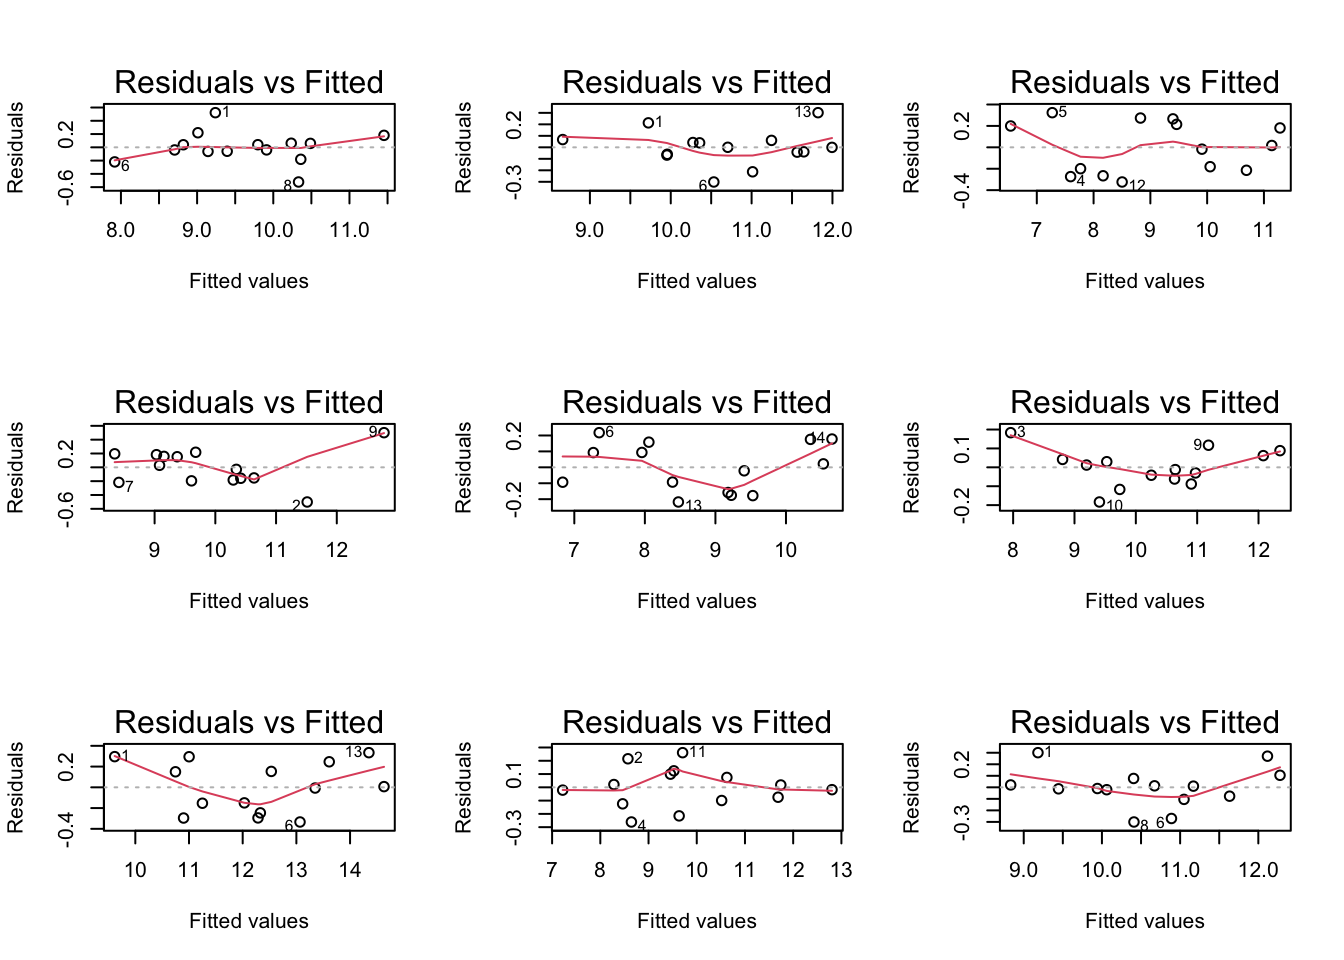 Residuals vs Fitted
Residuals
0.2
-0.6
1
6
8
8.0 9.0 10.0 11.0
Fitted values
Residuals vs Fitted
Residuals
0.2
-0.3
1
13
6
9.0 10.0 11.0 12.0
Fitted values
Residuals vs Fitted
Residuals
0.2
-0.4
5
4
12
7 8 9 10 11
Fitted values
Residuals vs Fitted
Residuals
0.2
-0.6
9
7
2
9 10 11 12
Fitted values
Residuals vs Fitted
Residuals
0.2
-0.2
6
14
13
7 8 9 10
Fitted values
Residuals vs Fitted
Residuals
0.1
-0.2
3
9
10
8 9 10 11 12
Fitted values
Residuals vs Fitted
Residuals
0.2
-0.4
1
13
6
10 11 12 13 14
Fitted values
Residuals vs Fitted
Residuals
0.1
-0.3
2
11
4
7 8 9 10 11 12 13
Fitted values
Residuals vs Fitted
Residuals
0.2
-0.3
1
8
6
9.0 10.0 11.0 12.0
Fitted values